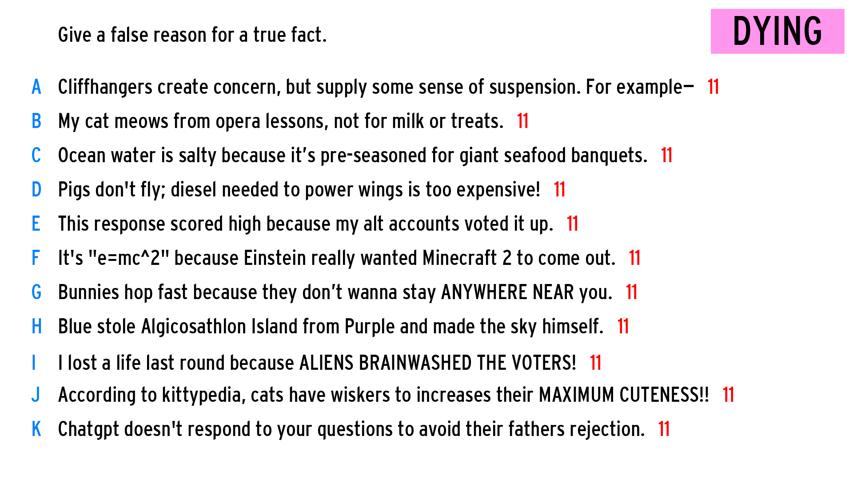 Give a false reason for a true fact.
DYING
A Cliffhangers create concern, but supply some sense of suspension. For example— 11
B My cat meows from opera lessons, not for milk or treats. 11
C Ocean water is salty because it’s pre-seasoned for giant seafood banquets. 11
D Pigs don't fly; diesel needed to power wings is too expensive! 11
E This response scored high because my alt accounts voted it up. 11
F It's "e=mc^2" because Einstein really wanted Minecraft 2 to come out. 11
G Bunnies hop fast because they don’t wanna stay ANYWHERE NEAR you. 11
H Blue stole Algicosathlon Island from Purple and made the sky himself. 11
I I lost a life last round because ALIENS BRAINWASHED THE VOTERS! 11
J According to kittypedia, cats have wiskers to increases their MAXIMUM CUTENESS!! 11
K Chatgpt doesn't respond to your questions to avoid their fathers rejection. 11